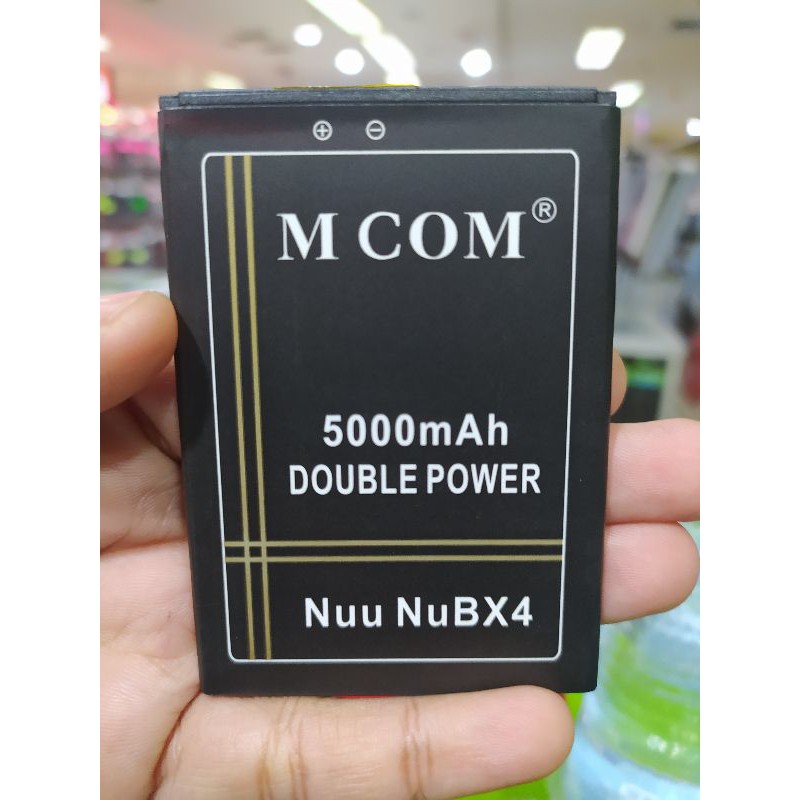 ⊕ ⊖
M COM®
5000mAh
DOUBLE POWER
Nuu NuBX4